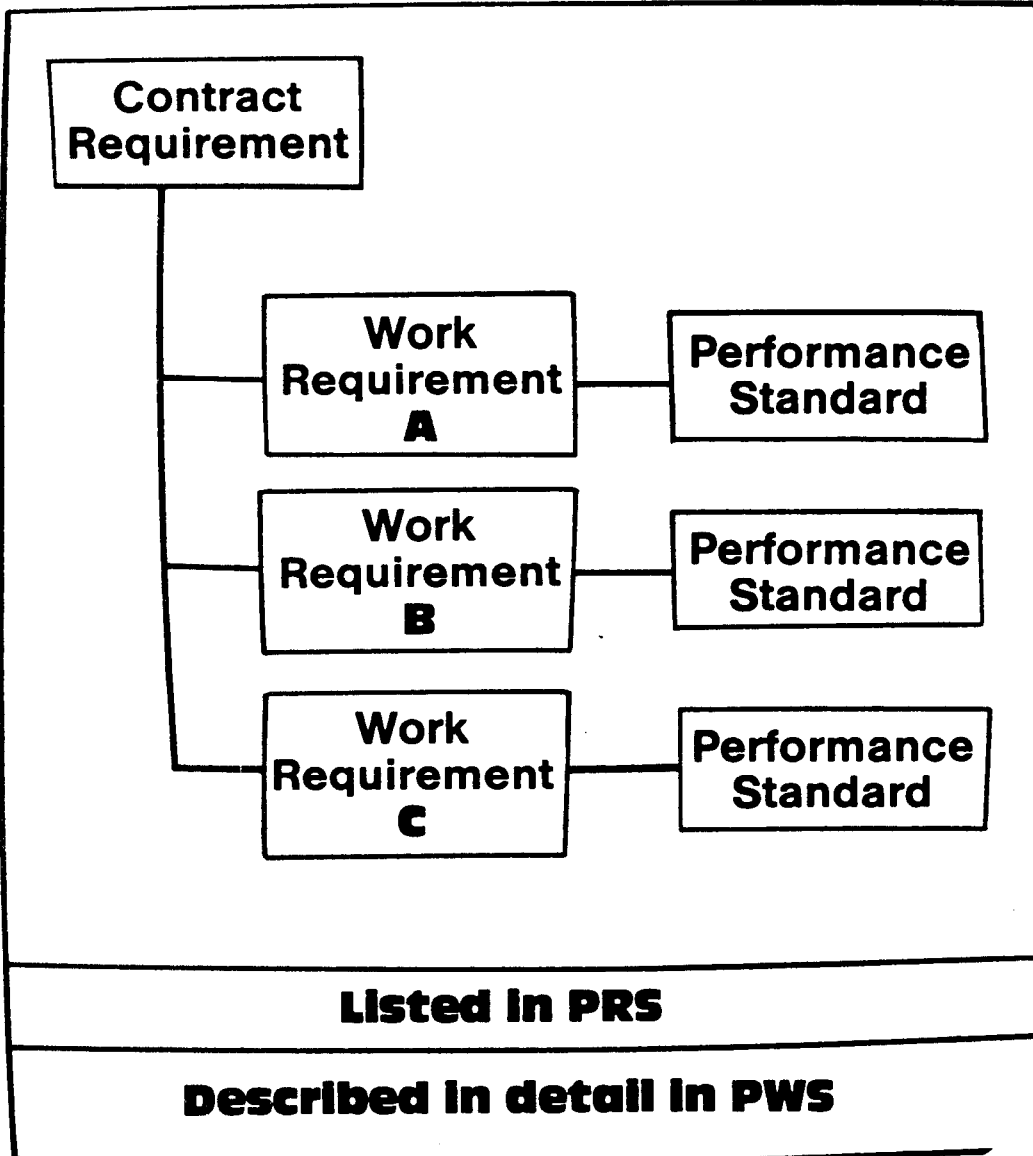 Contract
Requirement
Work
Requirement
A
Performance
Standard
Work
Requirement
B
Performance
Standard
Work
Requirement
C
Performance
Standard
Listed in PRS
Described in detail in PWS